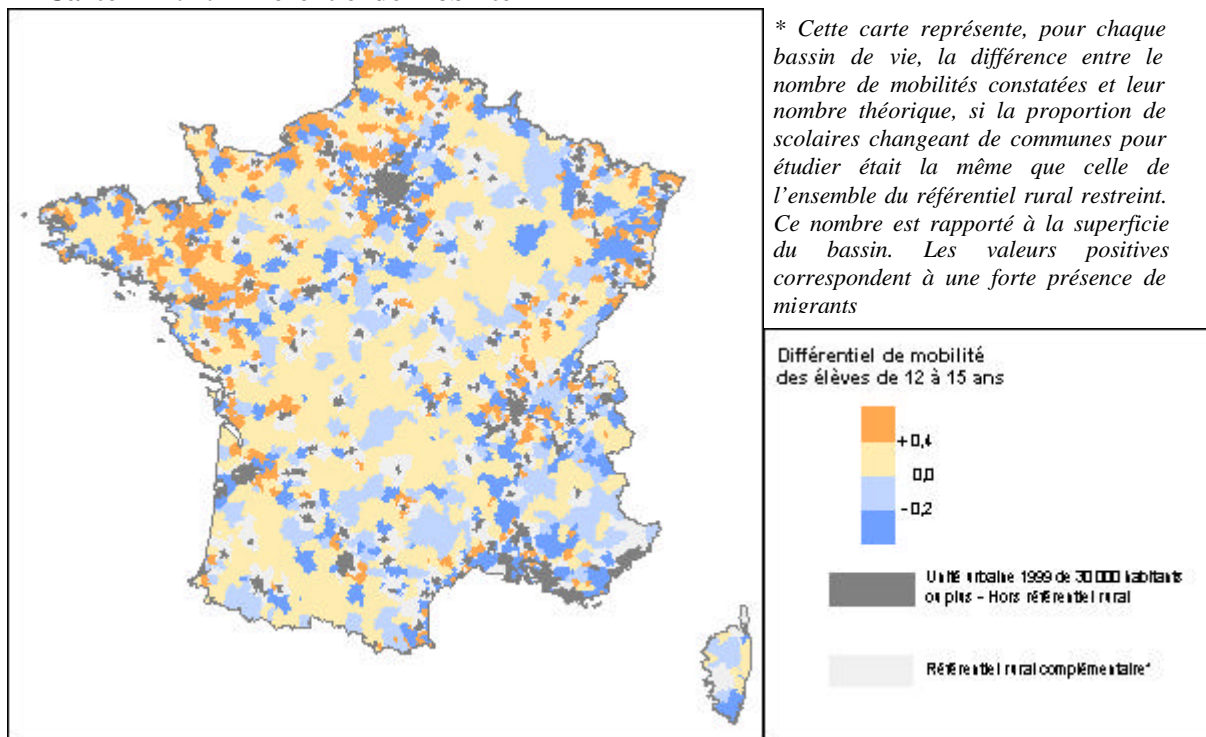 * Cette carte représente, pour chaque
bassin de vie, la différence entre le
nombre de mobilités constatées et leur
nombre théorique, si la proportion de
scolaires changeant de communes pour
étudier était la même que celle de
l'ensemble du référentiel rural restreint.
Ce nombre est rapporté à la superficie
du bassin. Les valeurs positives
correspondent à une forte présence de
migrants
Différentiel de mobilité
des élèves de 12 à 15 ans
+ 0,4
0,0
- 0,2
Unité urbaine 1999 de 30 000 habitants
ou plus - Hors référentiel rural
Référentiel rural complémentaire*